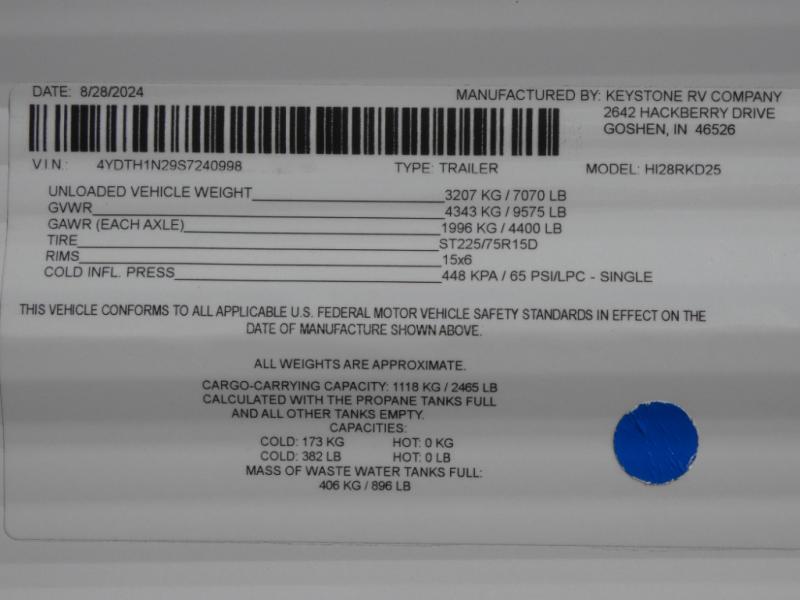 DATE: 8/28/2024
MANUFACTURED BY: KEYSTONE RV COMPANY
2642 HACKBERRY DRIVE
GOSHEN, IN 46526
VIN.: 4YDTH1N29S7240998 TYPE: TRAILER MODEL: HI28RKD25
UNLOADED VEHICLE WEIGHT 3207 KG / 7070 LB
GVWR 4343 KG / 9575 LB
GAWR (EACH AXLE) 1996 KG / 4400 LB
TIRE ST225/75R15D
RIMS 15x6
COLD INFL. PRESS 448 KPA / 65 PSI/LPC - SINGLE
THIS VEHICLE CONFORMS TO ALL APPLICABLE U.S. FEDERAL MOTOR VEHICLE SAFETY STANDARDS IN EFFECT ON THE
DATE OF MANUFACTURE SHOWN ABOVE.
ALL WEIGHTS ARE APPROXIMATE.
CARGO-CARRYING CAPACITY: 1118 KG / 2465 LB
CALCULATED WITH THE PROPANE TANKS FULL
AND ALL OTHER TANKS EMPTY.
CAPACITIES:
COLD: 173 KG HOT: 0 KG
COLD: 382 LB HOT: 0 LB
MASS OF WASTE WATER TANKS FULL:
406 KG / 896 LB